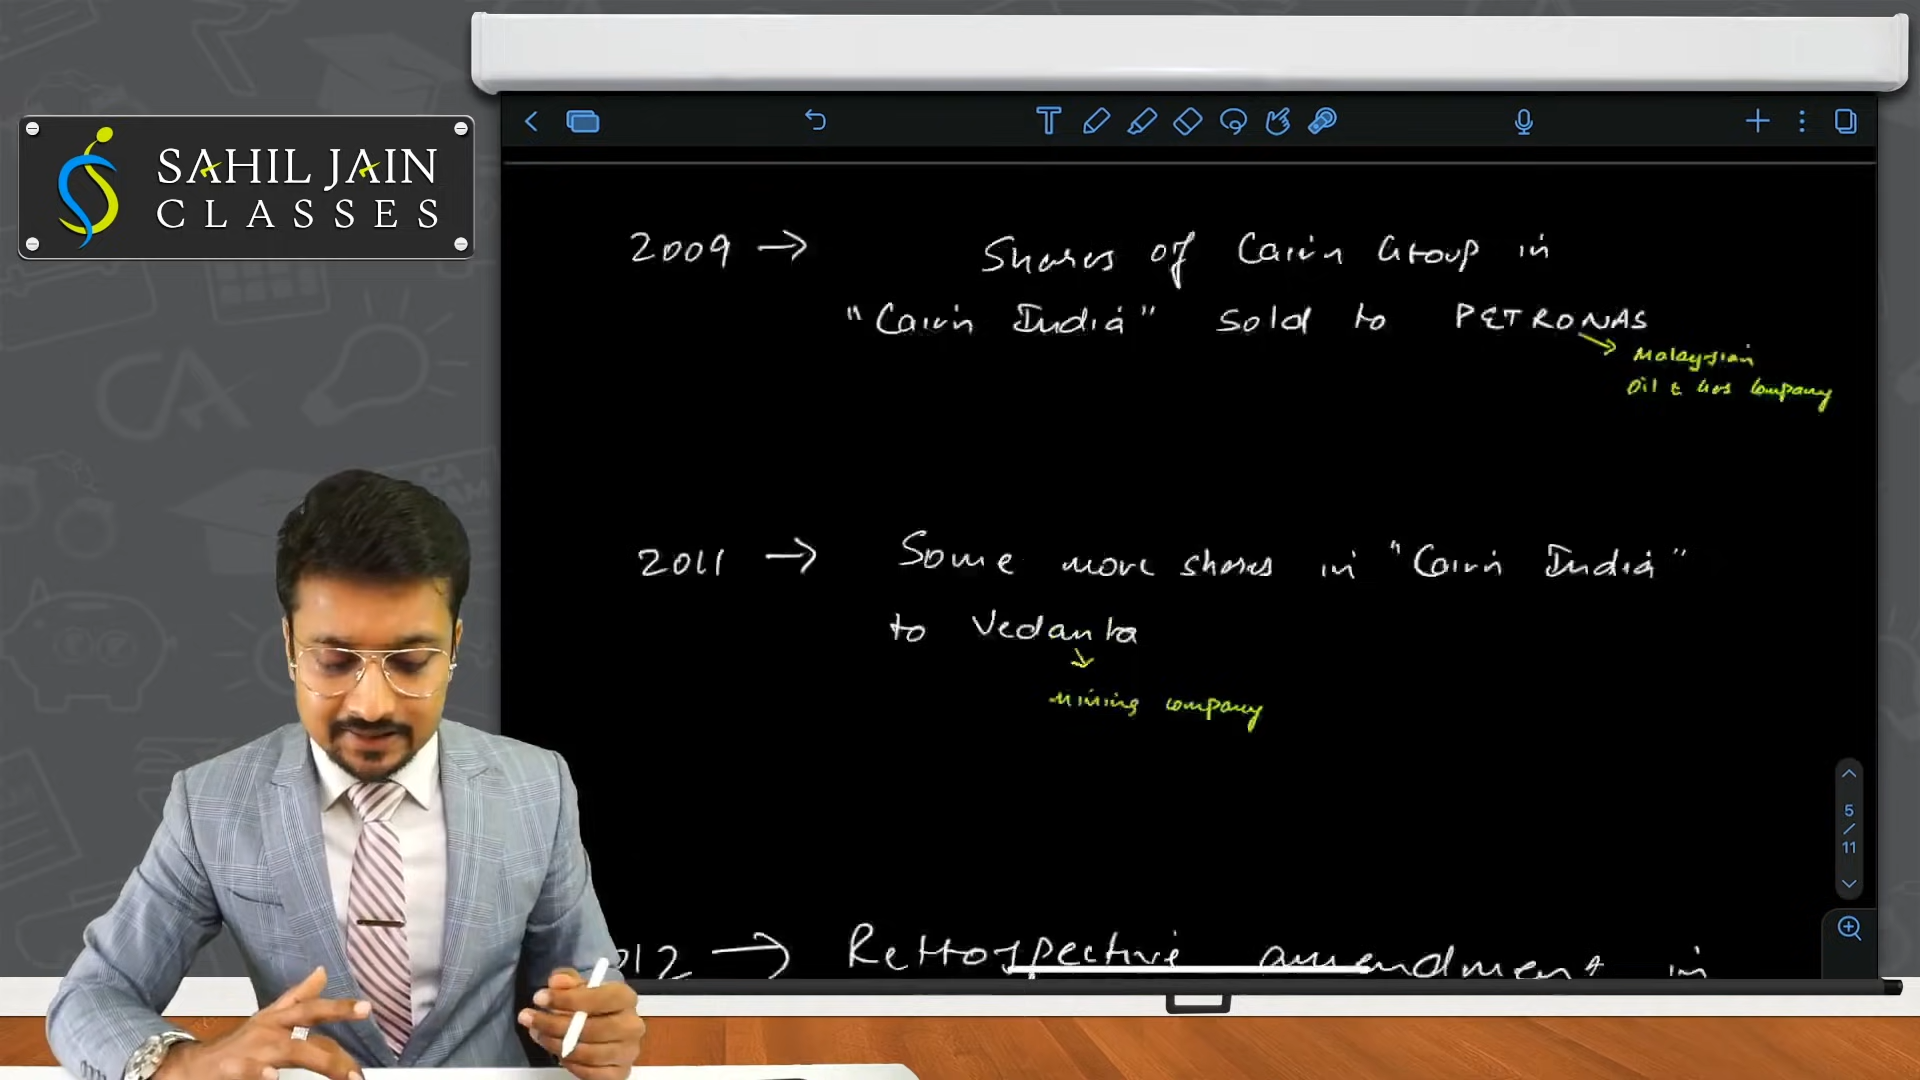 SAHIL JAIN
CLASSES
2009 → Shares of Cairn Group in
"Cairn India" sold to PETRONAS
Malaysian
Oil & Gas Company
2011 → Some more shares in "Cairn India"
to Vedanta
Mining company
012 → Retrospective amendment in
5
/
11